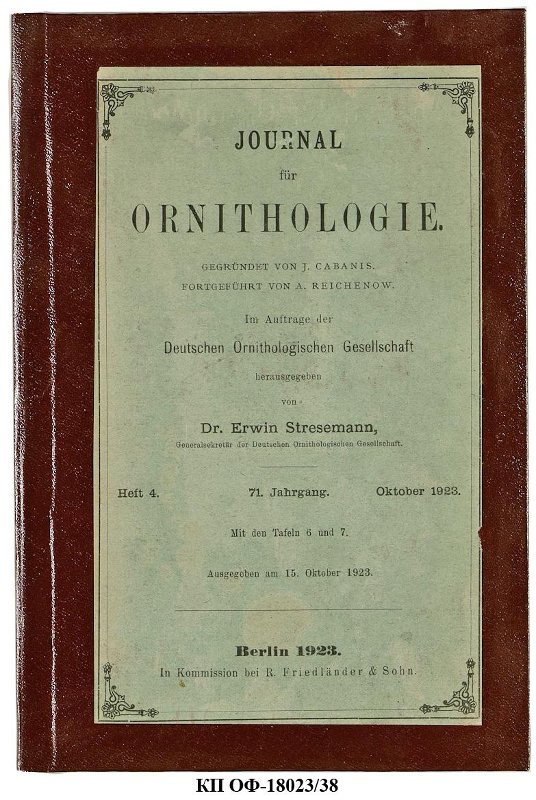 JOURNAL
für
ORNITHOLOGIE.
GEGRÜNDET VON J. CABANIS.
FORTGEFÜHRT VON A. REICHENOW.
Im Auftrage der
Deutschen Ornithologischen Gesellschaft
herausgegeben
von
Dr. Erwin Stresemann,
Generalsekretär der Deutschen Ornithologischen Gesellschaft.
Heft 4. 71. Jahrgang. Oktober 1923.
Mit den Tafeln 6 und 7.
Ausgegeben am 15. Oktober 1923.
Berlin 1923.
In Kommission bei R. Friedländer & Sohn.
КП ОФ-18023/38